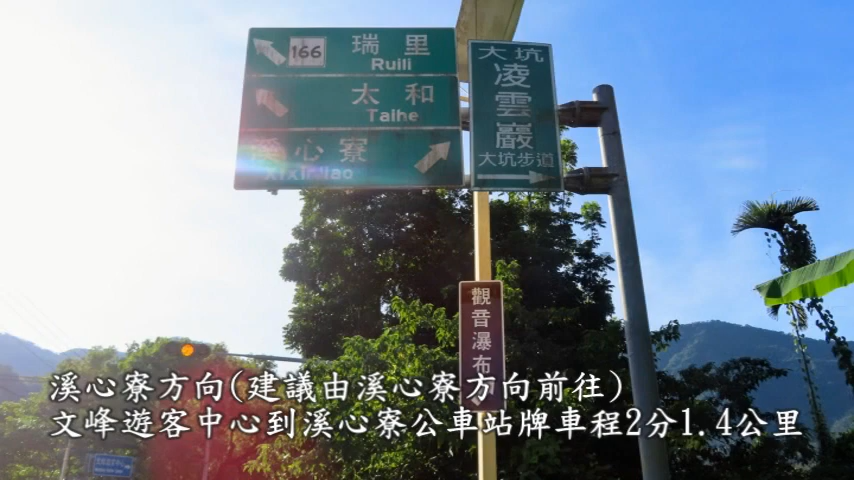 166 瑞里
Ruili
太和
Taihe
溪心寮
Xixinliao
大坑
凌雲巖
大坑步道
觀音瀑布
溪心寮方向(建議由溪心寮方向前往)
文峰遊客中心到溪心寮公車站牌車程2分1.4公里